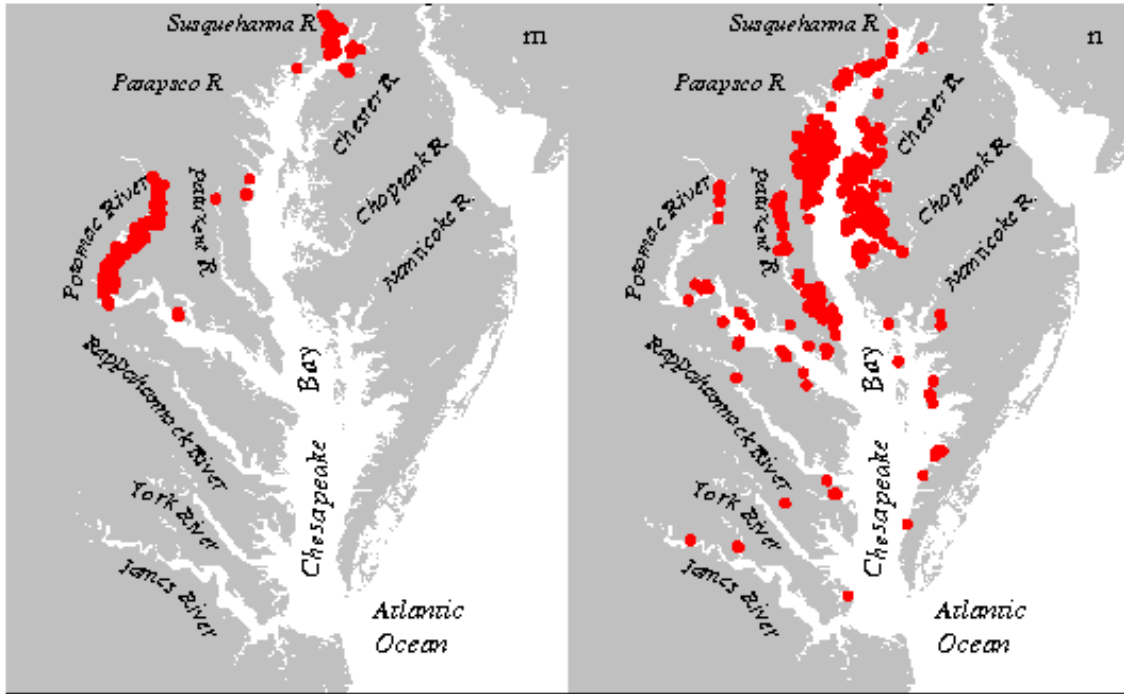 Susquehanna R
m
Patapsco R
Chester R
Choptank R
Nanticoke R
Potomac River
Patuxent R
Rappahannock River
York River
James River
Chesapeake
Bay
Atlantic
Ocean
Susquehanna R
n
Patapsco R
Chester R
Choptank R
Nanticoke R
Potomac River
Patuxent R
Rappahannock River
York River
James River
Chesapeake
Bay
Atlantic
Ocean